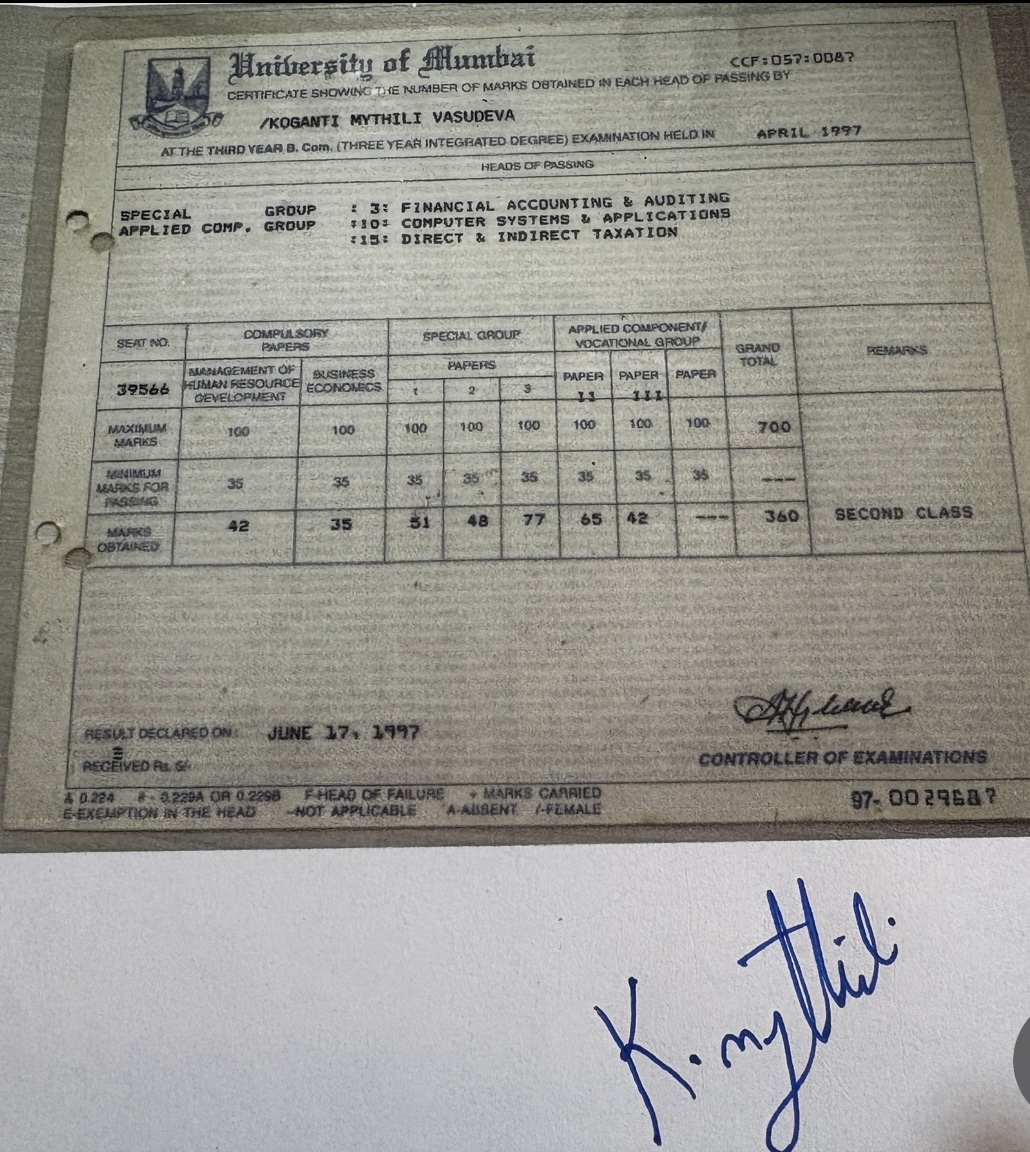 University of Mumbai
CCF:057:0087
CERTIFICATE SHOWING THE NUMBER OF MARKS OBTAINED IN EACH HEAD OF PASSING BY
/KOGANTI MYTHILI VASUDEVA
AT THE THIRD YEAR B. Com. (THREE YEAR INTEGRATED DEGREE) EXAMINATION HELD IN APRIL 1997
HEADS OF PASSING
SPECIAL GROUP : 3: FINANCIAL ACCOUNTING & AUDITING
APPLIED COMP. GROUP :10: COMPUTER SYSTEMS & APPLICATIONS
:15: DIRECT & INDIRECT TAXATION
SEAT NO. COMPULSORY PAPERS SPECIAL GROUP APPLIED COMPONENT/ VOCATIONAL GROUP GRAND TOTAL REMARKS
39566 MANAGEMENT OF HUMAN RESOURCE DEVELOPMENT BUSINESS ECONOMICS PAPERS 1 2 3 PAPER II PAPER III PAPER
MAXIMUM MARKS 100 100 100 100 100 100 100 100 700
MINIMUM MARKS FOR PASSING 35 35 35 35 35 35 35 35 ---
MARKS OBTAINED 42 35 51 48 77 65 42 --- 360 SECOND CLASS
RESULT DECLARED ON : JUNE 17, 1997
RECEIVED Rs. 5/-
CONTROLLER OF EXAMINATIONS
& 0.224 # - 0.229A OR 0.229B F-HEAD OF FAILURE + MARKS CARRIED
E-EXEMPTION IN THE HEAD --NOT APPLICABLE A-ABSENT /-FEMALE
97- 0029687
K. mythili